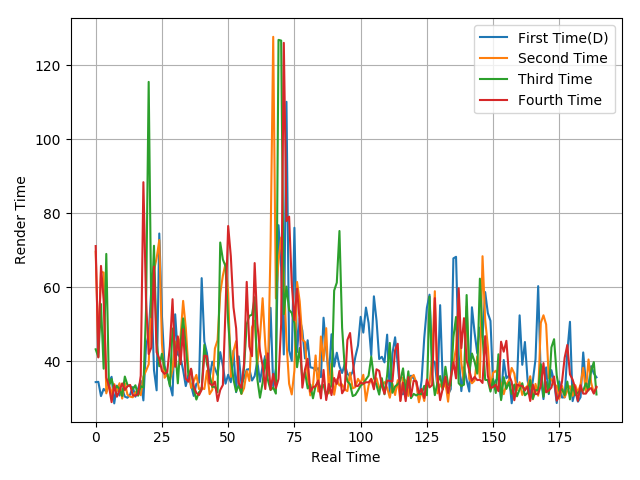 First Time(D)
Second Time
Third Time
Fourth Time
120
100
80
60
40
Render Time
0 25 50 75 100 125 150 175
Real Time